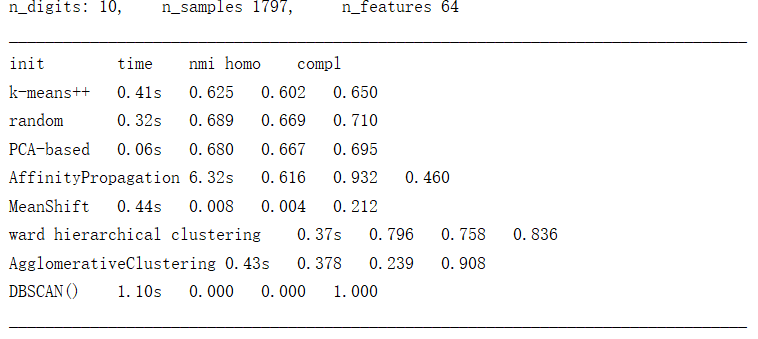 n_digits: 10,    n_samples 1797,     n_features 64
__________________________________________________________________________________
init        time    nmi homo    compl
k-means++   0.41s   0.625   0.602   0.650
random      0.32s   0.689   0.669   0.710
PCA-based   0.06s   0.680   0.667   0.695
AffinityPropagation 6.32s   0.616   0.932   0.460
MeanShift   0.44s   0.008   0.004   0.212
ward hierarchical clustering    0.37s   0.796   0.758   0.836
AgglomerativeClustering 0.43s   0.378   0.239   0.908
DBSCAN()    1.10s   0.000   0.000   1.000
__________________________________________________________________________________